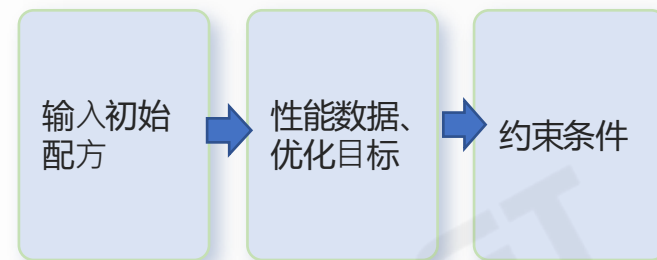 输入初始
配方
性能数据、
优化目标
约束条件